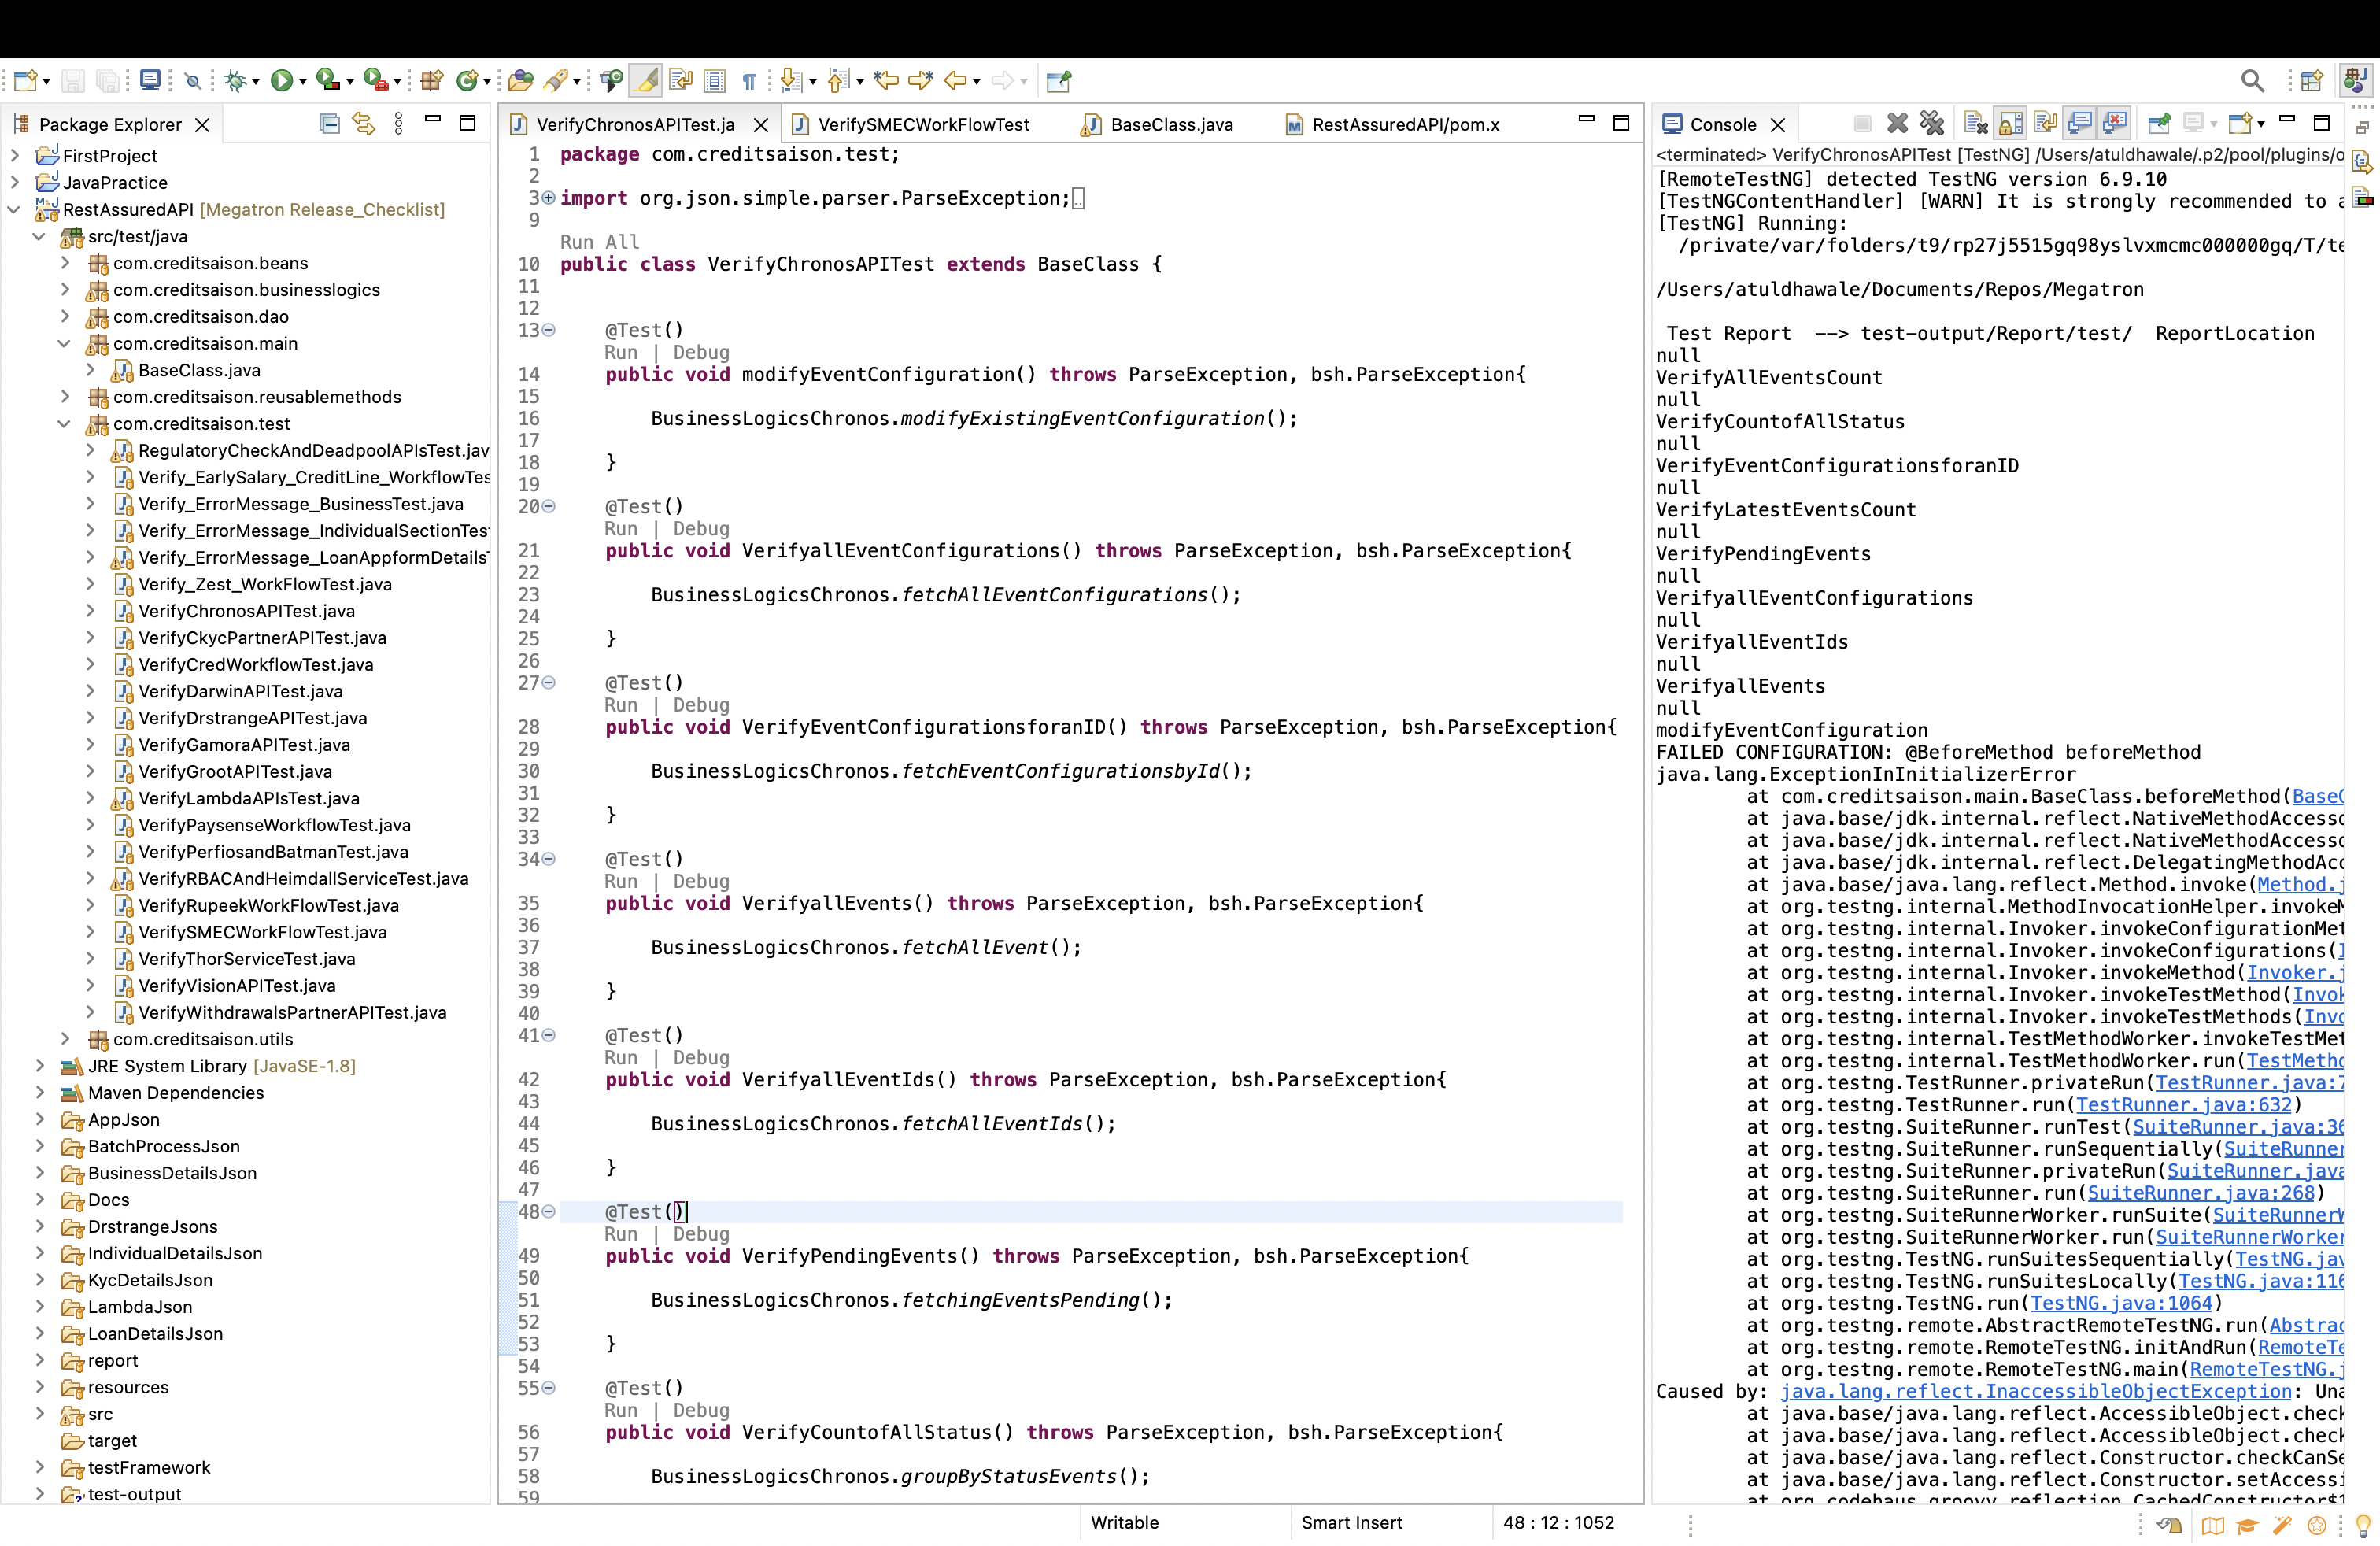 Package Explorer
FirstProject
JavaPractice
RestAssuredAPI [Megatron Release_Checklist]
src/test/java
com.creditsaison.beans
com.creditsaison.businesslogics
com.creditsaison.dao
com.creditsaison.main
BaseClass.java
com.creditsaison.reusablemethods
com.creditsaison.test
RegulatoryCheckAndDeadpoolAPIsTest.jav
Verify_EarlySalary_CreditLine_WorkflowTes
Verify_ErrorMessage_BusinessTest.java
Verify_ErrorMessage_IndividualSectionTest
Verify_ErrorMessage_LoanAppformDetailsT
Verify_Zest_WorkFlowTest.java
VerifyChronosAPITest.java
VerifyCkycPartnerAPITest.java
VerifyCredWorkflowTest.java
VerifyDarwinAPITest.java
VerifyDrstrangeAPITest.java
VerifyGamoraAPITest.java
VerifyGrootAPITest.java
VerifyLambdaAPIsTest.java
VerifyPaysenseWorkflowTest.java
VerifyPerfiosandBatmanTest.java
VerifyRBACAndHeimdallServiceTest.java
VerifyRupeekWorkFlowTest.java
VerifySMECWorkFlowTest.java
VerifyThorServiceTest.java
VerifyVisionAPITest.java
VerifyWithdrawalsPartnerAPITest.java
com.creditsaison.utils
JRE System Library [JavaSE-1.8]
Maven Dependencies
AppJson
BatchProcessJson
BusinessDetailsJson
Docs
DrstrangeJsons
IndividualDetailsJson
KycDetailsJson
LambdaJson
LoanDetailsJson
report
resources
src
target
testFramework
test-output
VerifyChronosAPITest.ja VerifySMECWorkFlowTest BaseClass.java RestAssuredAPI/pom.x
1 package com.creditsaison.test;
2
3 import org.json.simple.parser.ParseException;
9
Run All
10 public class VerifyChronosAPITest extends BaseClass {
11
12
13 @Test()
Run | Debug
14 public void modifyEventConfiguration() throws ParseException, bsh.ParseException{
15
16 BusinessLogicsChronos.modifyExistingEventConfiguration();
17
18 }
19
20 @Test()
Run | Debug
21 public void VerifyallEventConfigurations() throws ParseException, bsh.ParseException{
22
23 BusinessLogicsChronos.fetchAllEventConfigurations();
24
25 }
26
27 @Test()
Run | Debug
28 public void VerifyEventConfigurationsforanID() throws ParseException, bsh.ParseException{
29
30 BusinessLogicsChronos.fetchEventConfigurationsbyId();
31
32 }
33
34 @Test()
Run | Debug
35 public void VerifyallEvents() throws ParseException, bsh.ParseException{
36
37 BusinessLogicsChronos.fetchAllEvent();
38
39 }
40
41 @Test()
Run | Debug
42 public void VerifyallEventIds() throws ParseException, bsh.ParseException{
43
44 BusinessLogicsChronos.fetchAllEventIds();
45
46 }
47
48 @Test()
Run | Debug
49 public void VerifyPendingEvents() throws ParseException, bsh.ParseException{
50
51 BusinessLogicsChronos.fetchingEventsPending();
52
53 }
54
55 @Test()
Run | Debug
56 public void VerifyCountofAllStatus() throws ParseException, bsh.ParseException{
57
58 BusinessLogicsChronos.groupByStatusEvents();
59
Console
<terminated> VerifyChronosAPITest [TestNG] /Users/atuldhawale/.p2/pool/plugins/o
[RemoteTestNG] detected TestNG version 6.9.10
[TestNGContentHandler] [WARN] It is strongly recommended to a
[TestNG] Running:
/private/var/folders/t9/rp27j5515gq98yslvxmcmc000000gq/T/te
/Users/atuldhawale/Documents/Repos/Megatron
Test Report --> test-output/Report/test/ ReportLocation
null
VerifyAllEventsCount
null
VerifyCountofAllStatus
null
VerifyEventConfigurationsforanID
null
VerifyLatestEventsCount
null
VerifyPendingEvents
null
VerifyallEventConfigurations
null
VerifyallEventIds
null
VerifyallEvents
null
modifyEventConfiguration
FAILED CONFIGURATION: @BeforeMethod beforeMethod
java.lang.ExceptionInInitializerError
at com.creditsaison.main.BaseClass.beforeMethod(BaseC
at java.base/jdk.internal.reflect.NativeMethodAccesso
at java.base/jdk.internal.reflect.NativeMethodAccesso
at java.base/jdk.internal.reflect.DelegatingMethodAcc
at java.base/java.lang.reflect.Method.invoke(Method.j
at org.testng.internal.MethodInvocationHelper.invokeM
at org.testng.internal.Invoker.invokeConfigurationMet
at org.testng.internal.Invoker.invokeConfigurations(I
at org.testng.internal.Invoker.invokeMethod(Invoker.j
at org.testng.internal.Invoker.invokeTestMethod(Invok
at org.testng.internal.Invoker.invokeTestMethods(Invo
at org.testng.internal.TestMethodWorker.invokeTestMet
at org.testng.internal.TestMethodWorker.run(TestMetho
at org.testng.TestRunner.privateRun(TestRunner.java:7
at org.testng.TestRunner.run(TestRunner.java:632)
at org.testng.SuiteRunner.runTest(SuiteRunner.java:36
at org.testng.SuiteRunner.runSequentially(SuiteRunner
at org.testng.SuiteRunner.privateRun(SuiteRunner.java
at org.testng.SuiteRunner.run(SuiteRunner.java:268)
at org.testng.SuiteRunnerWorker.runSuite(SuiteRunnerW
at org.testng.SuiteRunnerWorker.run(SuiteRunnerWorker
at org.testng.TestNG.runSuitesSequentially(TestNG.jav
at org.testng.TestNG.runSuitesLocally(TestNG.java:116
at org.testng.TestNG.run(TestNG.java:1064)
at org.testng.remote.AbstractRemoteTestNG.run(Abstrac
at org.testng.remote.RemoteTestNG.initAndRun(RemoteTe
at org.testng.remote.RemoteTestNG.main(RemoteTestNG.j
Caused by: java.lang.reflect.InaccessibleObjectException: Una
at java.base/java.lang.reflect.AccessibleObject.check
at java.base/java.lang.reflect.AccessibleObject.check
at java.base/java.lang.reflect.Constructor.checkCanSe
at java.base/java.lang.reflect.Constructor.setAccessi
at org.codehaus.groovy.reflection.CachedConstructor$1
Writable Smart Insert 48 : 12 : 1052